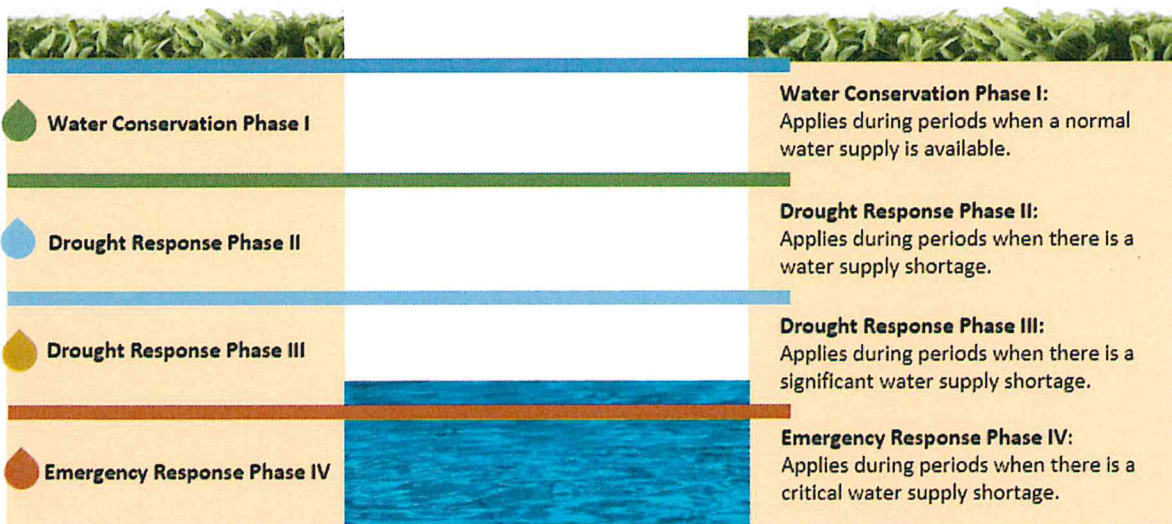 Water Conservation Phase I
Drought Response Phase II
Drought Response Phase III
Emergency Response Phase IV
Water Conservation Phase I:
Applies during periods when a normal
water supply is available.
Drought Response Phase II:
Applies during periods when there is a
water supply shortage.
Drought Response Phase III:
Applies during periods when there is a
significant water supply shortage.
Emergency Response Phase IV:
Applies during periods when there is a
critical water supply shortage.